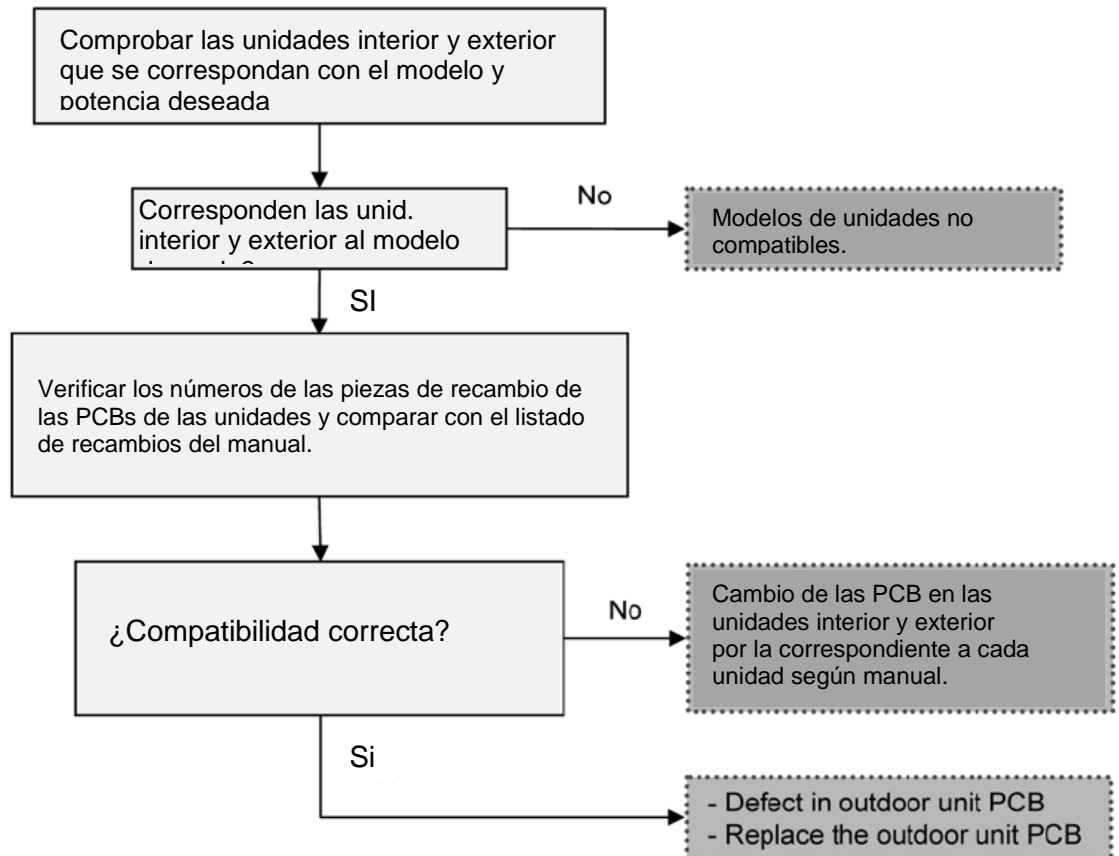 Comprobar las unidades interior y exterior
que se correspondan con el modelo y
potencia deseada
Corresponden las unid.
interior y exterior al modelo
No
Modelos de unidades no
compatibles.
SI
Verificar los números de las piezas de recambio de
las PCBs de las unidades y comparar con el listado
de recambios del manual.
¿Compatibilidad correcta?
No
Cambio de las PCB en las
unidades interior y exterior
por la correspondiente a cada
unidad según manual.
Si
- Defect in outdoor unit PCB
- Replace the outdoor unit PCB